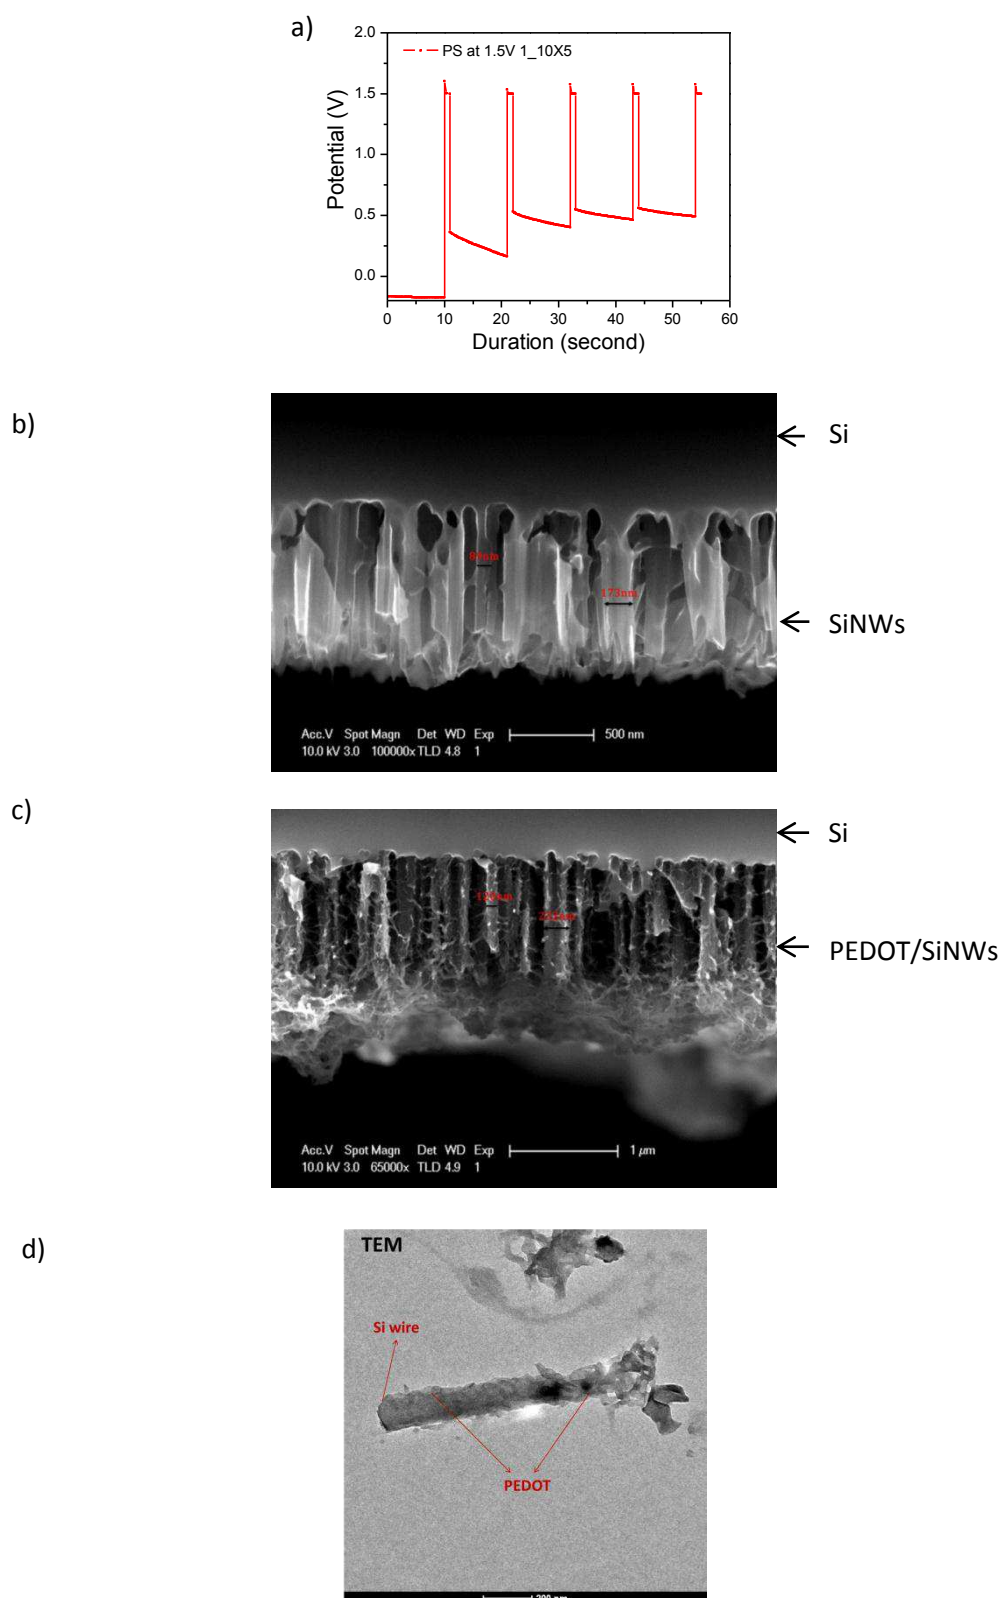 a)
2.0
PS at 1.5V 1_10X5
1.5
1.0
0.5
0.0
Potential (V)
0 10 20 30 40 50 60
Duration (second)
b)
Si
173nm
SiNWs
Acc.V Spot Magn Det WD Exp
10.0 kV 3.0 100000x TLD 4.8 1
500 nm
c)
Si
PEDOT/SiNWs
Acc.V Spot Magn Det WD Exp
10.0 kV 3.0 65000x TLD 4.9 1
1 µm
d)
TEM
Si wire
PEDOT